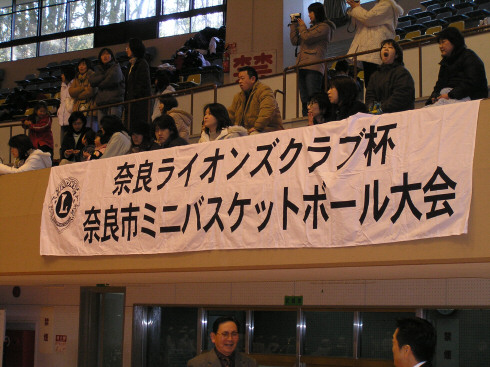 奈良ライオンズクラブ杯
奈良市ミニバスケットボール大会
L